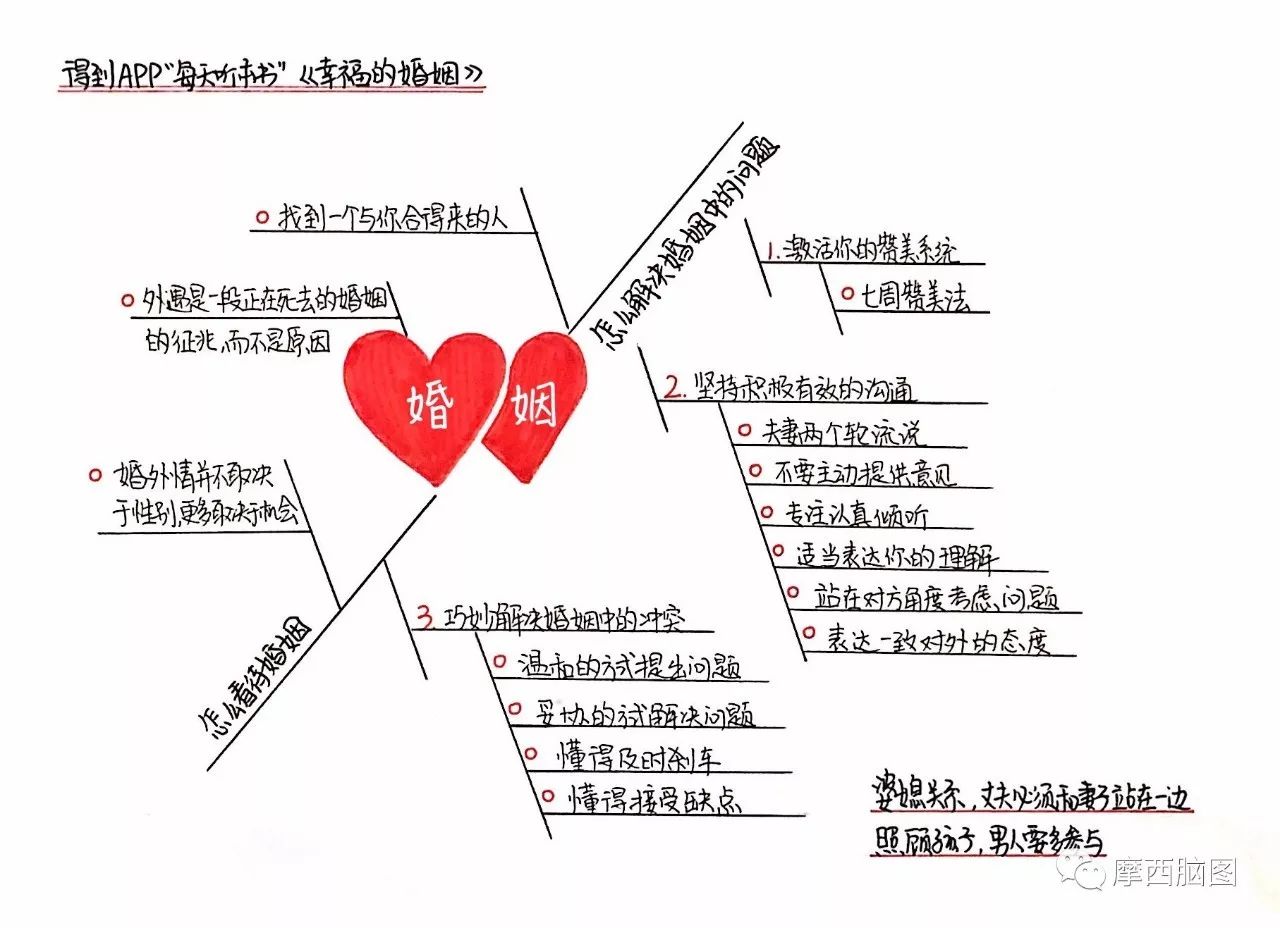 得到APP"每天听本书"《幸福的婚姻》
找到一个与你合得来的人
外遇是一段正在死去的婚姻
的征兆,而不是原因
婚外情并不取决
于性别,更多取决于机会
怎么看待婚姻
婚 姻
怎么解决婚姻中的问题
1.激活你的赞美系统
七周赞美法
2.坚持积极有效的沟通
夫妻两个轮流说
不要主动提供意见
专注认真倾听
适当表达你的理解
站在对方角度考虑问题
表达一致对外的态度
3.巧妙解决婚姻中的冲突
温和的方式提出问题
妥协的方式解决问题
懂得及时刹车
懂得接受缺点
婆媳关系,丈夫必须和妻子站在一边
照顾孩子,男人要多参与
摩西脑图